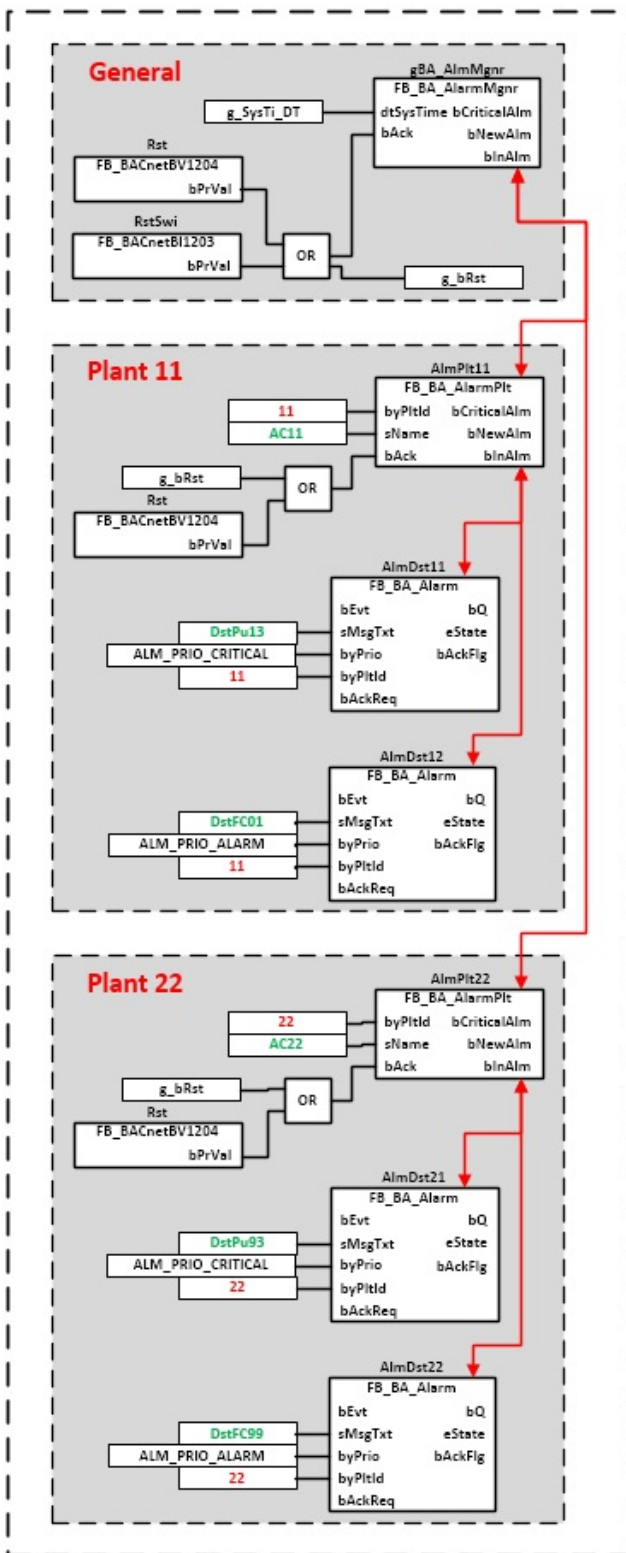 General
gBA_AlmMgnr
FB_BA_AlarmMgnr
g_SysTi_DT
dtSysTime bCriticalAlm
bAck bNewAlm
bInAlm
Rst
FB_BACnetBV1204
bPrVal
RstSwi
FB_BACnetBI1203
bPrVal
OR
g_bRst
Plant 11
AlmPlt11
FB_BA_AlarmPlt
11
byPltId bCriticalAlm
AC11
sName bNewAlm
bAck bInAlm
g_bRst
OR
Rst
FB_BACnetBV1204
bPrVal
AlmDst11
FB_BA_Alarm
bEvt bQ
DstPu13
sMsgTxt eState
ALM_PRIO_CRITICAL
byPrio bAckFlg
11
byPltId
bAckReq
AlmDst12
FB_BA_Alarm
bEvt bQ
DstFC01
sMsgTxt eState
ALM_PRIO_ALARM
byPrio bAckFlg
11
byPltId
bAckReq
Plant 22
AlmPlt22
FB_BA_AlarmPlt
22
byPltId bCriticalAlm
AC22
sName bNewAlm
bAck bInAlm
g_bRst
OR
Rst
FB_BACnetBV1204
bPrVal
AlmDst21
FB_BA_Alarm
bEvt bQ
DstPu93
sMsgTxt eState
ALM_PRIO_CRITICAL
byPrio bAckFlg
22
byPltId
bAckReq
AlmDst22
FB_BA_Alarm
bEvt bQ
DstFC99
sMsgTxt eState
ALM_PRIO_ALARM
byPrio bAckFlg
22
byPltId
bAckReq